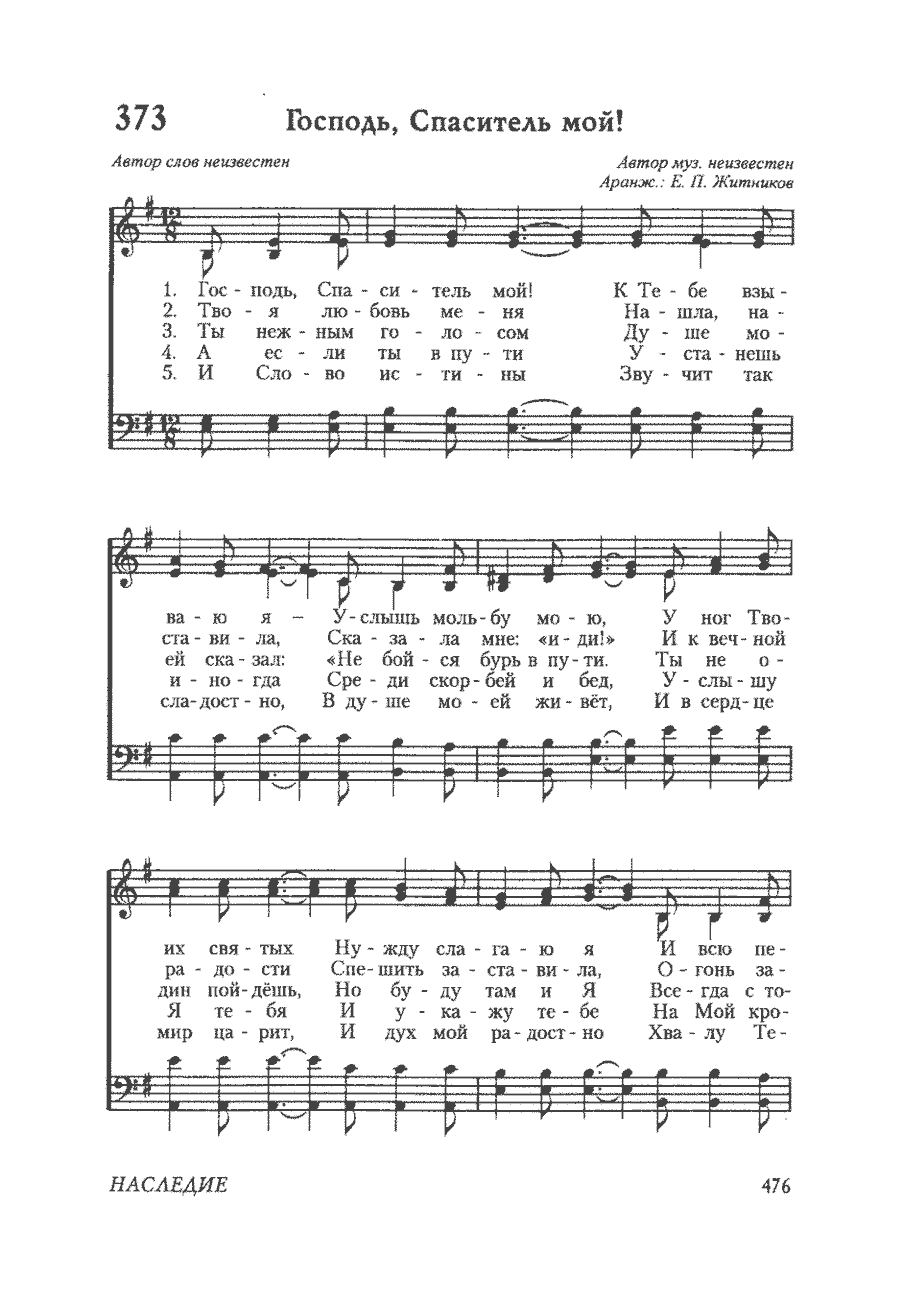 373 Господь, Спаситель мой!
Автор слов неизвестен Автор муз. неизвестен
Аранж.: Е. П. Житников
12
8
1. Гос - подь, Спа - си - тель мой! К Те - бе взы -
2. Тво - я лю - бовь ме - ня На - шла, на -
3. Ты неж - ным го - ло - сом Ду - ше мо -
4. А ес - ли ты в пу - ти У - ста - нешь
5. И Сло - во ис - ти - ны Зву - чит так
12
8
ва - ю я – У - слышь моль - бу мо - ю, У ног Тво -
ста - ви - ла, Ска - за - ла мне: «и - ди!» И к веч - ной
ей ска - зал: «Не бой - ся бурь в пу - ти. Ты не о -
и - но - гда Сре - ди скор - бей и бед, У - слы - шу
сла - дост - но, В ду - ше мо - ей жи - вёт, И в серд - це
их свя - тых Ну - жду сла - га - ю я И всю пе -
ра - до - сти Спе - шить за - ста - ви - ла, О - гонь за -
дин пой - дёшь, Но бу - ду там и Я Все - гда с то -
Я те - бя И у - ка - жу те - бе На Мой кро -
мир ца - рит, И дух мой ра - дост - но Хва - лу Те -
НАСЛЕДИЕ 476